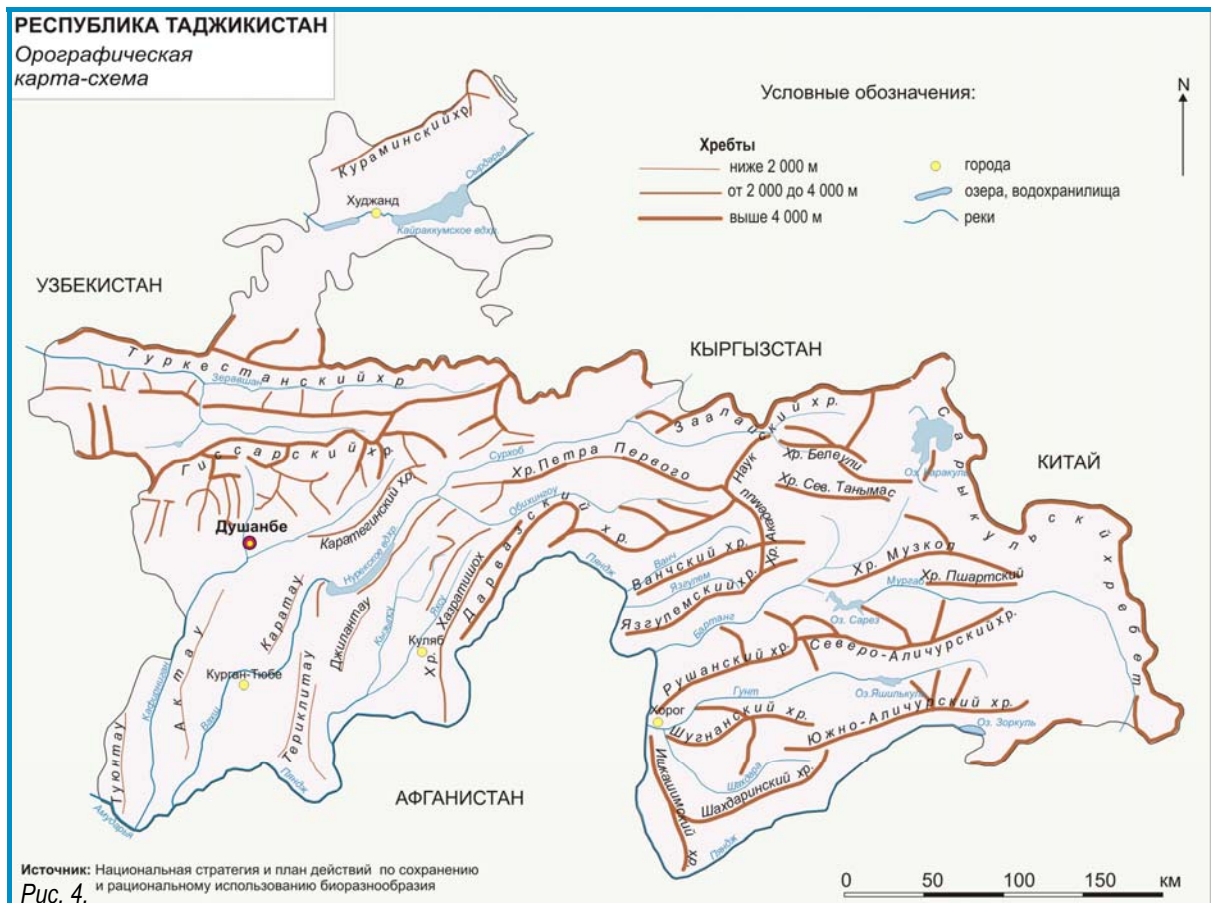 РЕСПУБЛИКА ТАДЖИКИСТАН
Орографическая
карта-схема
Условные обозначения:
N
Хребты
ниже 2 000 м
от 2 000 до 4 000 м
выше 4 000 м
города
озера, водохранилища
реки
Кураминский хр.
Сырдарья
Худжанд
Кайраккумское вдхр.
УЗБЕКИСТАН
КЫРГЫЗСТАН
КИТАЙ
АФГАНИСТАН
Туркестанский хр
Зеравшан
Гиссарский хр.
Сурхоб
Заалайский хр.
Хр. Белеули
Оз. Каракуль
Сарыкульский хребет
Хр. Петра Первого
Хр. Сев. Танымас
Душанбе
Каратегинский хр.
Обихингоу
Дарвазский хр.
Нурекское вдхр.
Пяндж
Ванч
Ванчский хр.
Язгулем
Язгулемский хр.
Хр. Академии Наук
Хр. Музкол
Хр. Пшартский
Мургаб
Бартанг
Оз. Сарез
Каратау
Джилантау
Кызылсу
Яксу
Хр. Хазратишох
Куляб
Курган-Тюбе
Кафирниган
Актау
Вахш
Териклитау
Туюнтау
Пяндж
Амударья
Рушанский хр.
Северо-Аличурский хр.
Гунт
Оз.Яшилькуль
Хорог
Шугнанский хр.
Южно-Аличурский хр.
Оз. Зоркуль
Ишкашимский хр
Шахдара
Шахдаринский хр.
Пяндж
Источник: Национальная стратегия и план действий по сохранению
и рациональному использованию биоразнообразия
Рис. 4.
0 50 100 150 км